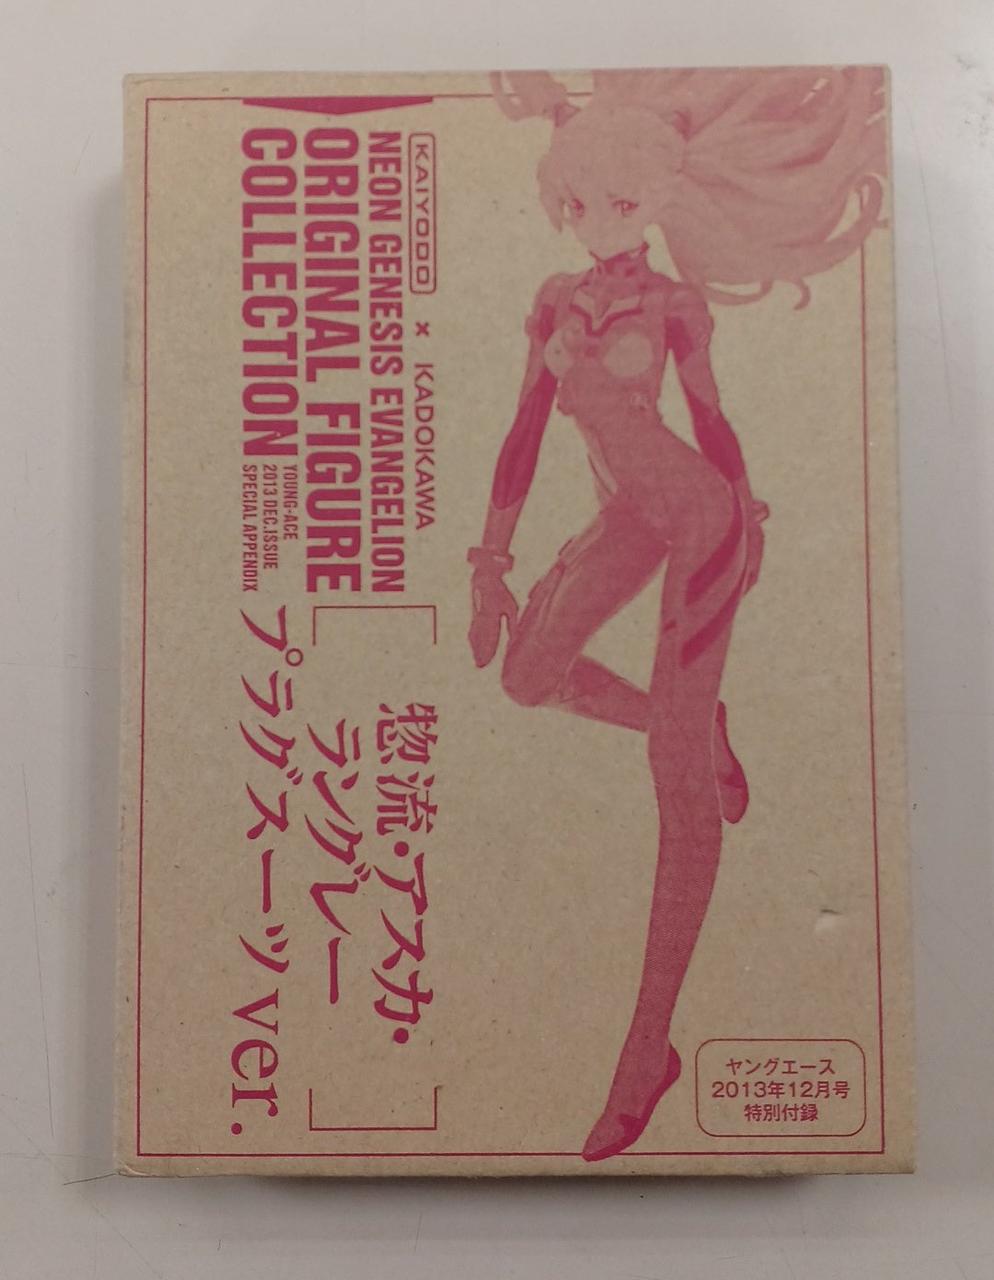 KAIYODO × KADOKAWA
NEON GENESIS EVANGELION
ORIGINAL FIGURE
COLLECTION
YOUNG-ACE
2013 DEC.ISSUE
SPECIAL APPENDIX
惣流・アスカ・
ラングレー
プラグスーツver.
ヤングエース
2013年12月号
特別付録